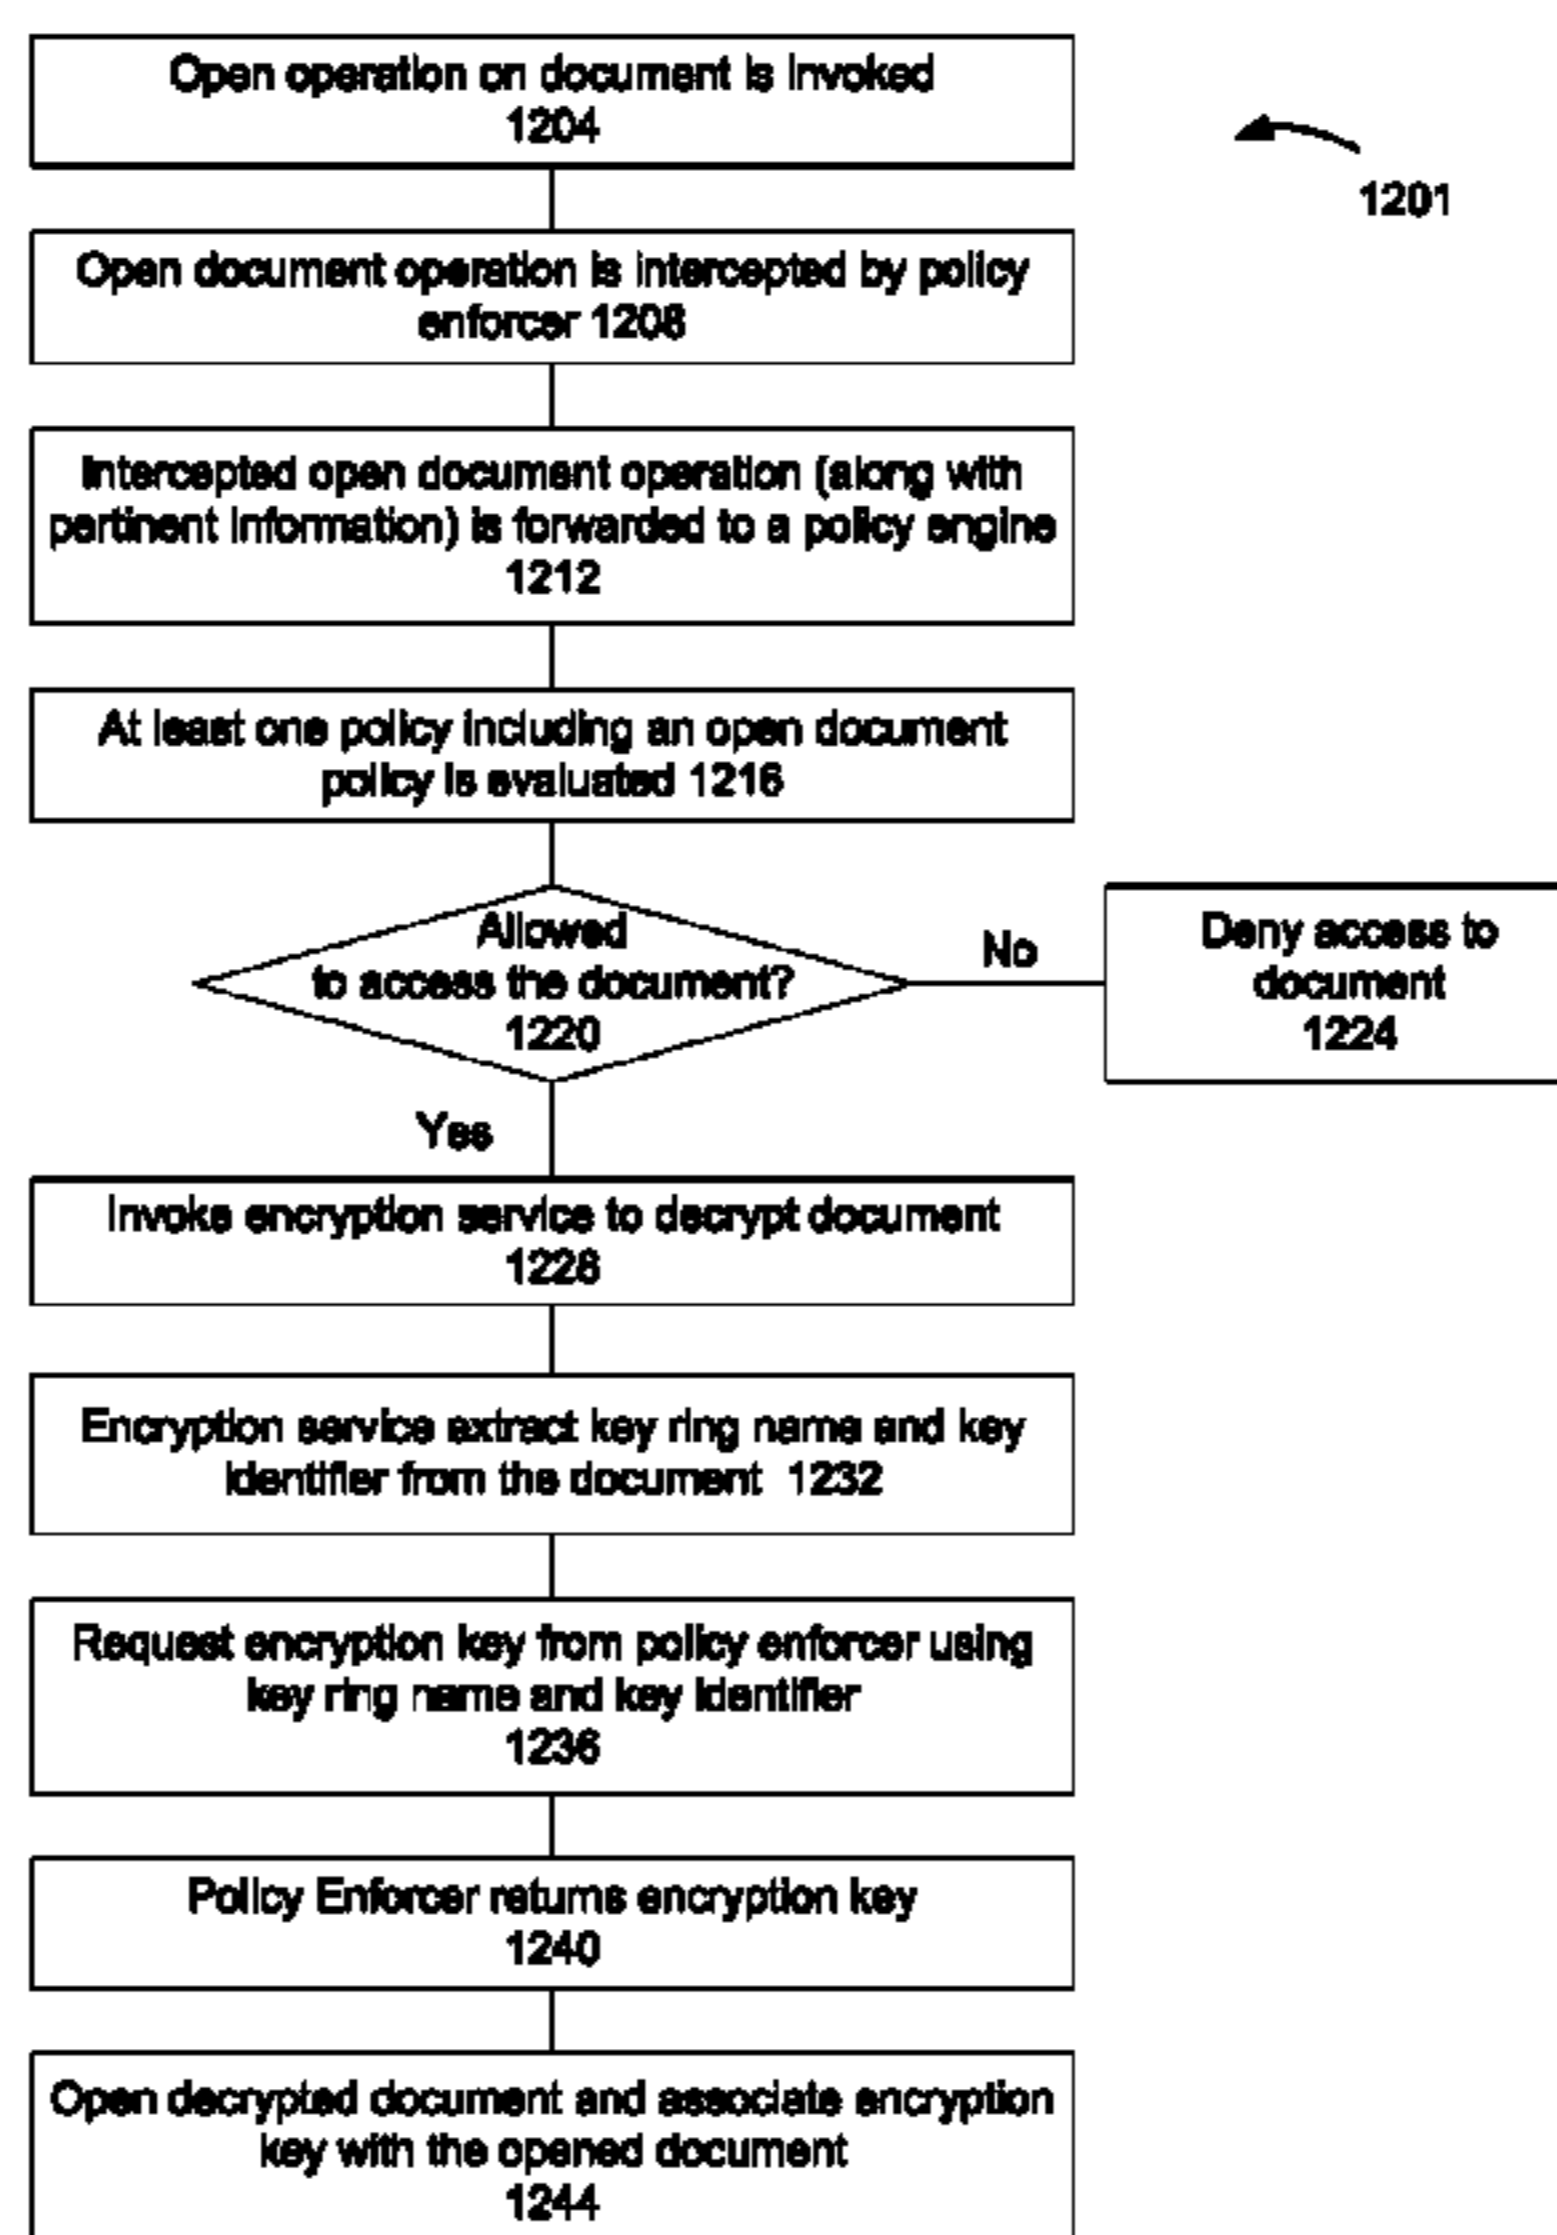 Open operation on document is invoked
1204
1201
Open document operation is intercepted by policy
enforcer 1208
Intercepted open document operation (along with
pertinent information) is forwarded to a policy engine
1212
At least one policy including an open document
policy is evaluated 1216
Allowed
to access the document?
1220
No
Deny access to
document
1224
Yes
Invoke encryption service to decrypt document
1228
Encryption service extract key ring name and key
identifier from the document 1232
Request encryption key from policy enforcer using
key ring name and key identifier
1236
Policy Enforcer returns encryption key
1240
Open decrypted document and associate encryption
key with the opened document
1244